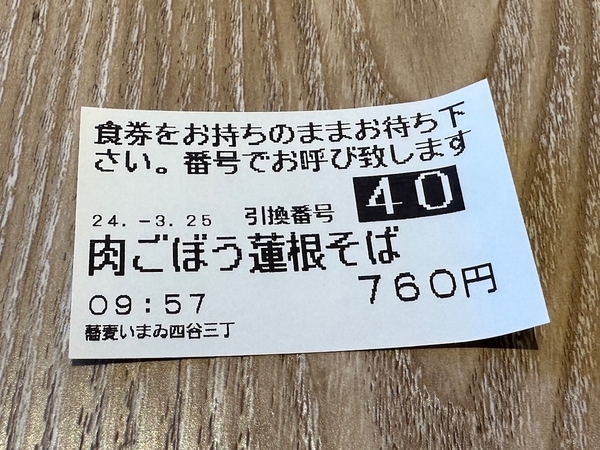 食券をお持ちのままお待ち下
さい。番号でお呼び致します
24. -3.25 引換番号 40
肉ごぼう蓮根そば
09:57 760円
蕎麦いまゐ四谷三丁